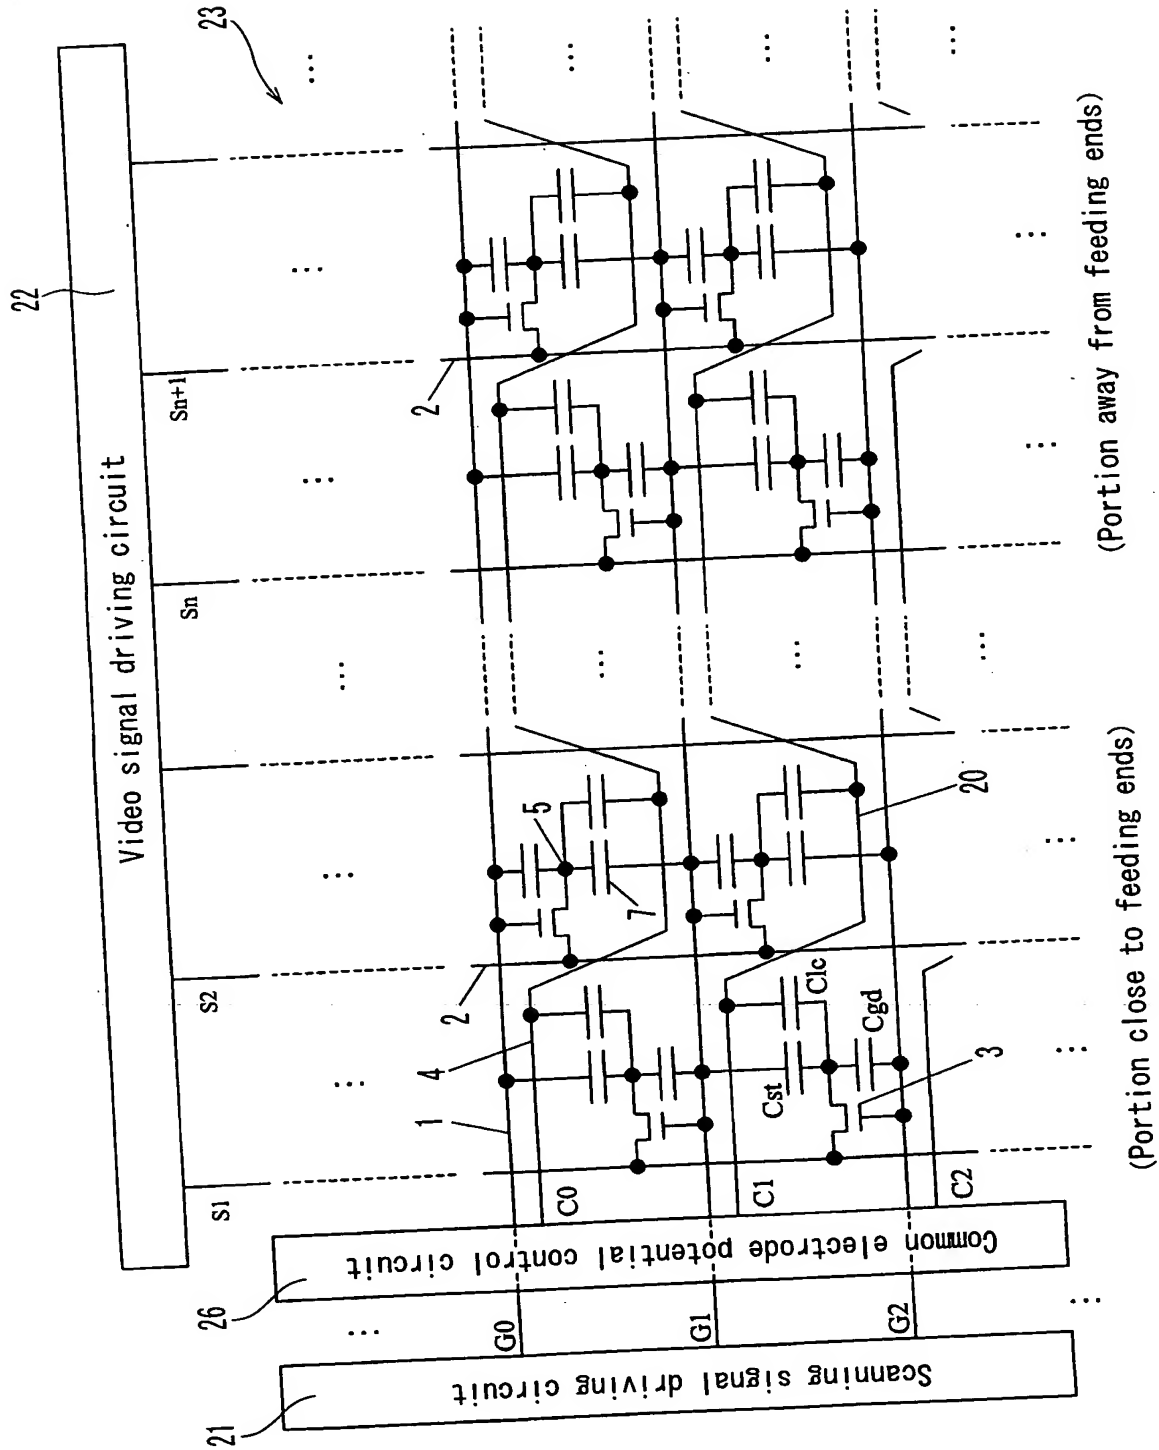 23
22
Video signal driving circuit
S1
S2
Sn
Sn+1
...
...
...
...
...
...
...
26
21
1
4
2
5
7
2
...
...
...
G0
C0
Common electrode potential control circuit
Scanning signal driving circuit
G1
C1
Cst
Clc
Cgd
3
20
...
...
G2
C2
...
...
...
...
...
...
...
(Portion close to feeding ends)
(Portion away from feeding ends)